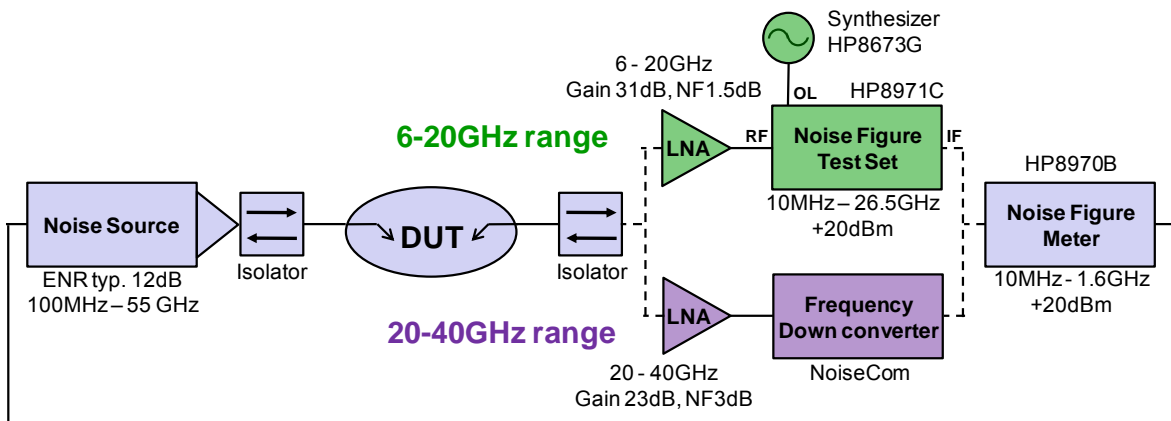 Synthesizer
HP8673G
6 - 20GHz
Gain 31dB, NF1.5dB
OL
HP8971C
6-20GHz range
LNA
RF
Noise Figure
Test Set
IF
10MHz – 26.5GHz
+20dBm
HP8970B
Noise Source
ENR typ. 12dB
100MHz – 55 GHz
Isolator
DUT
Isolator
Noise Figure
Meter
10MHz - 1.6GHz
+20dBm
20-40GHz range
LNA
20 - 40GHz
Gain 23dB, NF3dB
Frequency
Down converter
NoiseCom